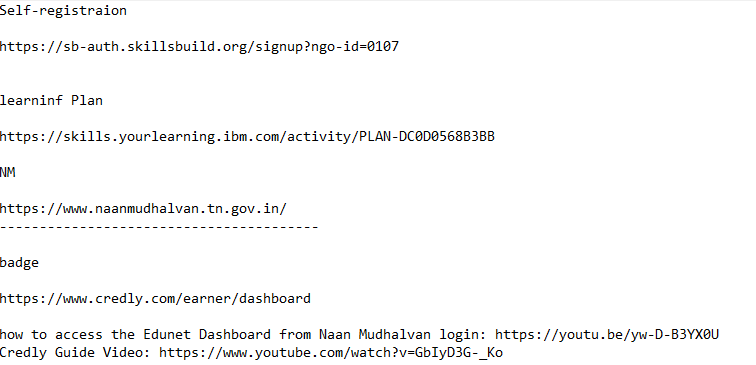 Self-registraion
https://sb-auth.skillsbuild.org/signup?ngo-id=0107
learninf Plan
https://skills.yourlearning.ibm.com/activity/PLAN-DC0D0568B3BB
NM
https://www.naanmudhalvan.tn.gov.in/
----------------------------------------
badge
https://www.credly.com/earner/dashboard
how to access the Edunet Dashboard from Naan Mudhalvan login: https://youtu.be/yw-D-B3YX0U
Credly Guide Video: https://www.youtube.com/watch?v=GbIyD3G-_Ko